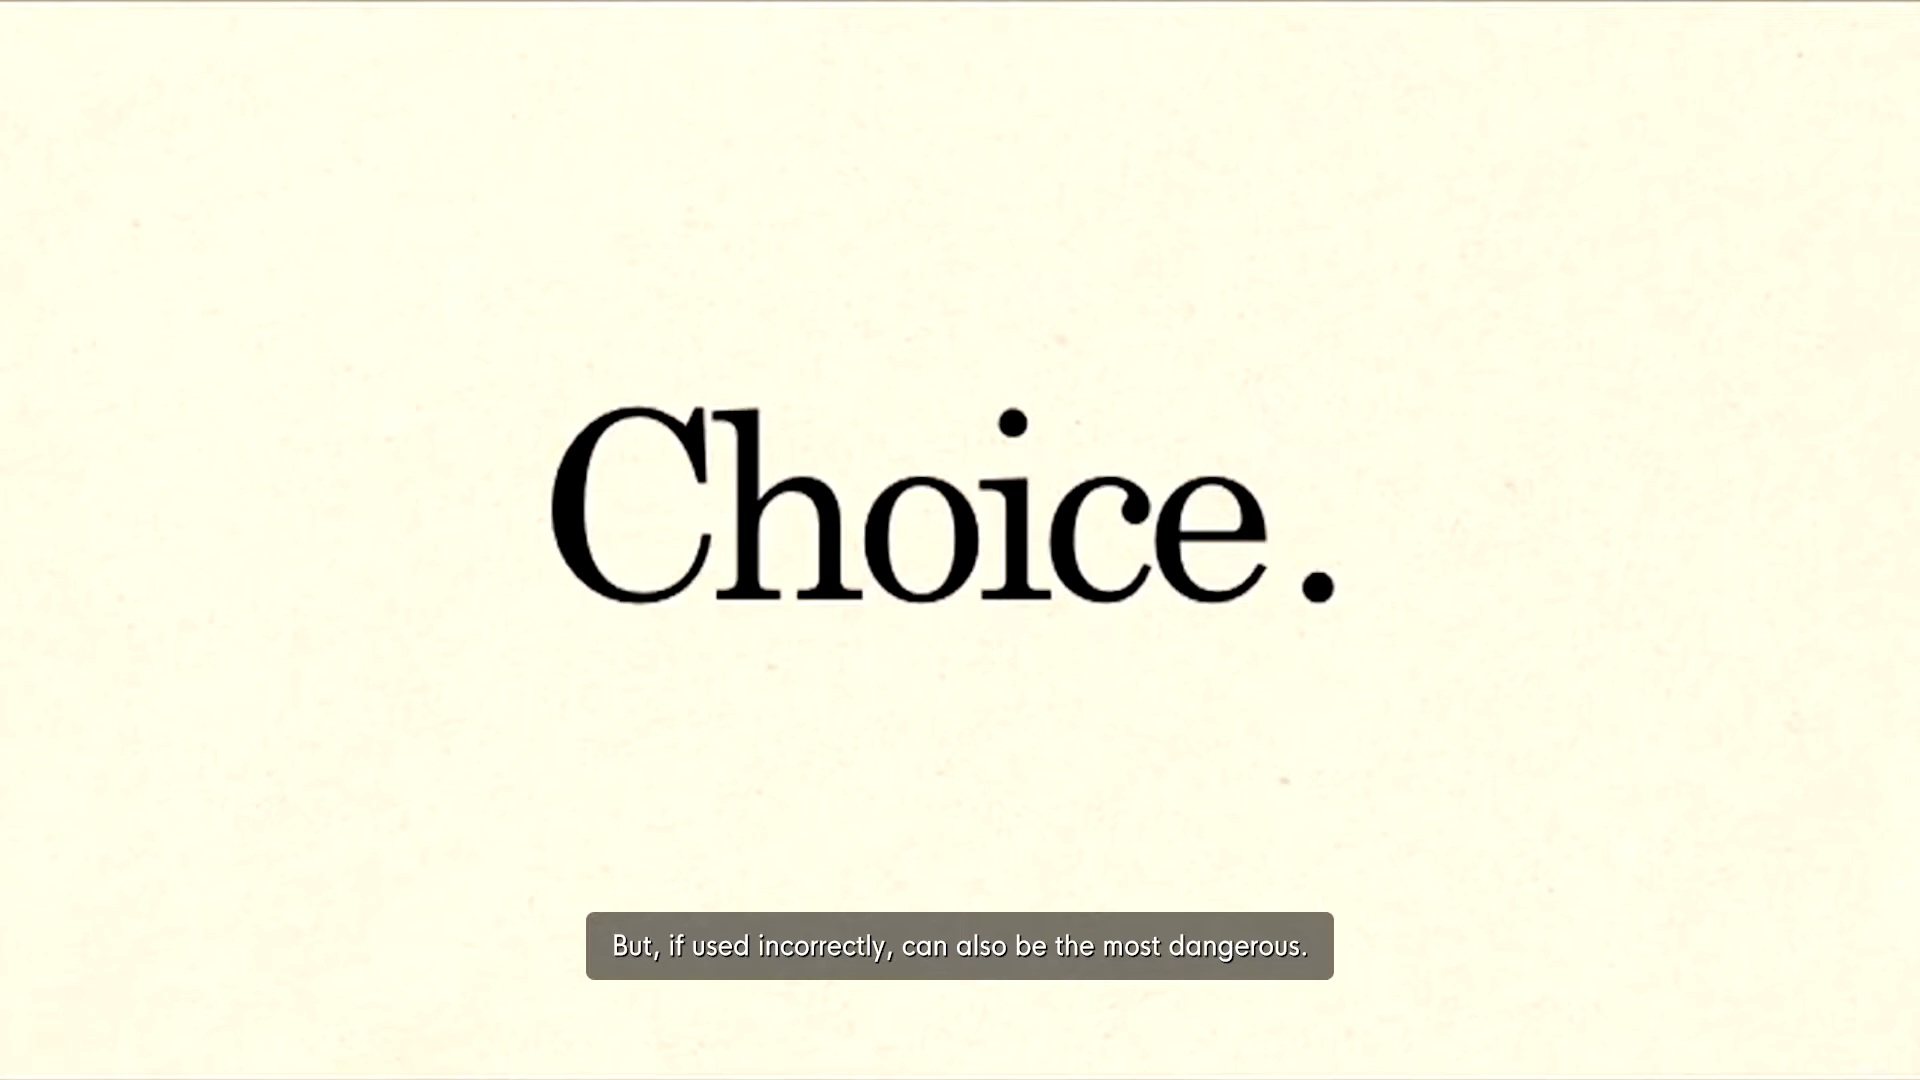 Choice.
But, if used incorrectly, can also be the most dangerous.